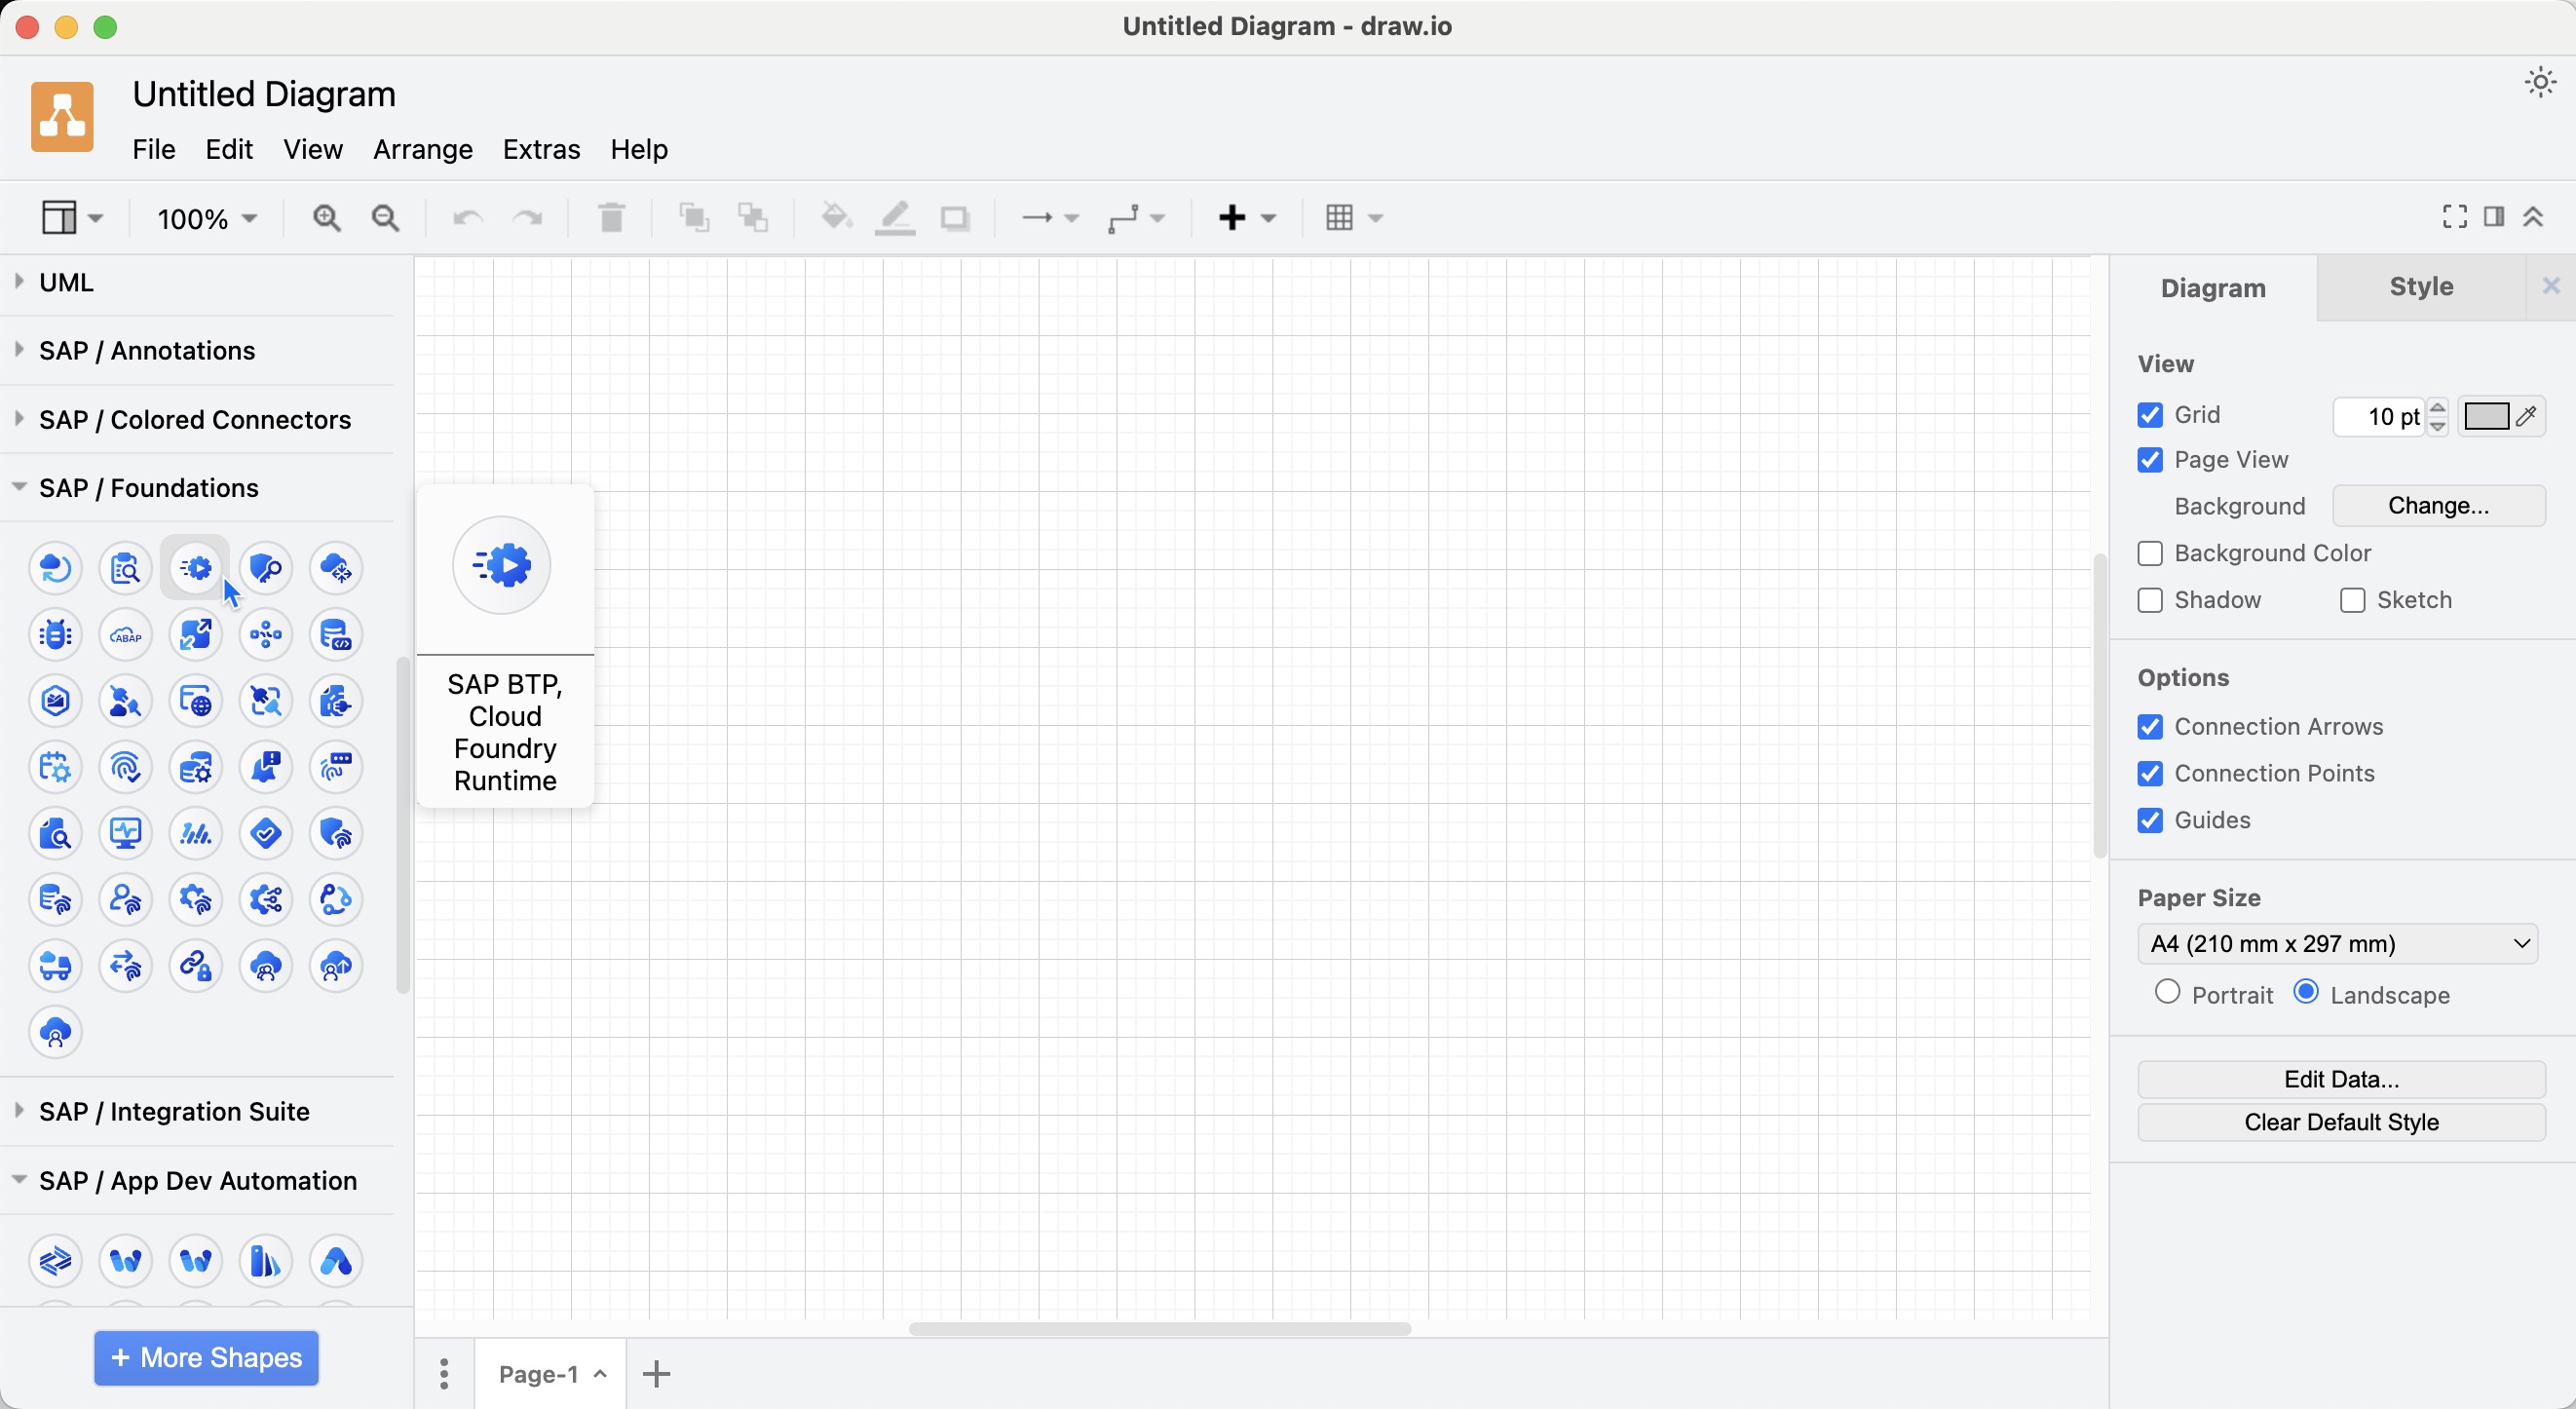 Untitled Diagram - draw.io
Untitled Diagram
File Edit View Arrange Extras Help
100%
UML
SAP / Annotations
SAP / Colored Connectors
SAP / Foundations
ABAP
SAP BTP,
Cloud
Foundry
Runtime
SAP / Integration Suite
SAP / App Dev Automation
+ More Shapes
Page-1
Diagram Style
View
Grid 10 pt
Page View
Background Change...
Background Color
Shadow Sketch
Options
Connection Arrows
Connection Points
Guides
Paper Size
A4 (210 mm x 297 mm)
Portrait Landscape
Edit Data...
Clear Default Style